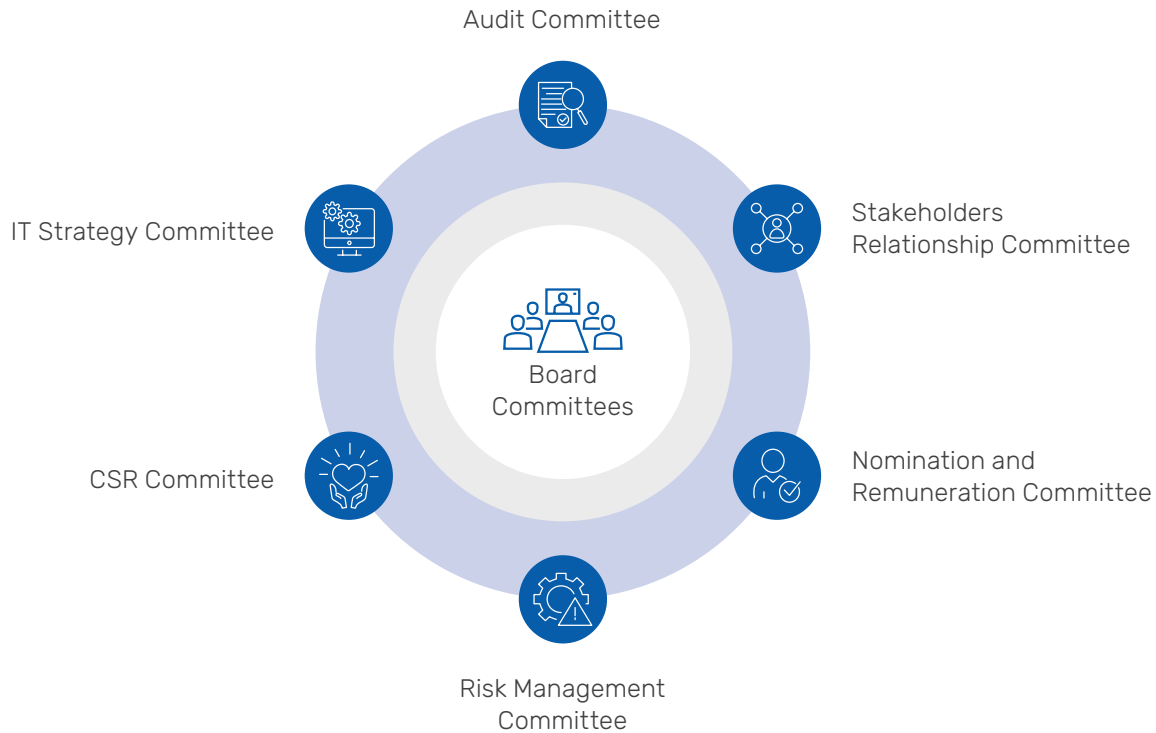 Audit Committee
IT Strategy Committee
Stakeholders
Relationship Committee
Board
Committees
CSR Committee
Nomination and
Remuneration Committee
Risk Management
Committee